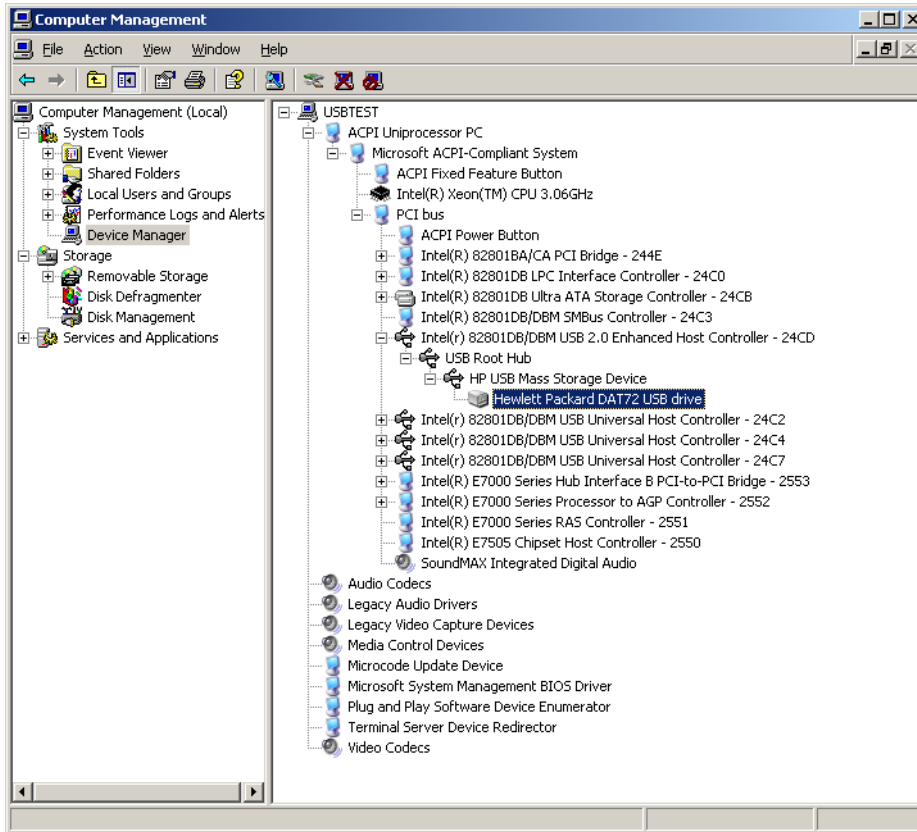 Computer Management
File Action View Window Help
Computer Management (Local)
System Tools
Event Viewer
Shared Folders
Local Users and Groups
Performance Logs and Alerts
Device Manager
Storage
Removable Storage
Disk Defragmenter
Disk Management
Services and Applications
USBTEST
ACPI Uniprocessor PC
Microsoft ACPI-Compliant System
ACPI Fixed Feature Button
Intel(R) Xeon(TM) CPU 3.06GHz
PCI bus
ACPI Power Button
Intel(R) 82801BA/CA PCI Bridge - 244E
Intel(R) 82801DB LPC Interface Controller - 24C0
Intel(R) 82801DB Ultra ATA Storage Controller - 24CB
Intel(R) 82801DB/DBM SMBus Controller - 24C3
Intel(r) 82801DB/DBM USB 2.0 Enhanced Host Controller - 24CD
USB Root Hub
HP USB Mass Storage Device
Hewlett Packard DAT72 USB drive
Intel(r) 82801DB/DBM USB Universal Host Controller - 24C2
Intel(r) 82801DB/DBM USB Universal Host Controller - 24C4
Intel(r) 82801DB/DBM USB Universal Host Controller - 24C7
Intel(R) E7000 Series Hub Interface B PCI-to-PCI Bridge - 2553
Intel(R) E7000 Series Processor to AGP Controller - 2552
Intel(R) E7000 Series RAS Controller - 2551
Intel(R) E7505 Chipset Host Controller - 2550
SoundMAX Integrated Digital Audio
Audio Codecs
Legacy Audio Drivers
Legacy Video Capture Devices
Media Control Devices
Microcode Update Device
Microsoft System Management BIOS Driver
Plug and Play Software Device Enumerator
Terminal Server Device Redirector
Video Codecs